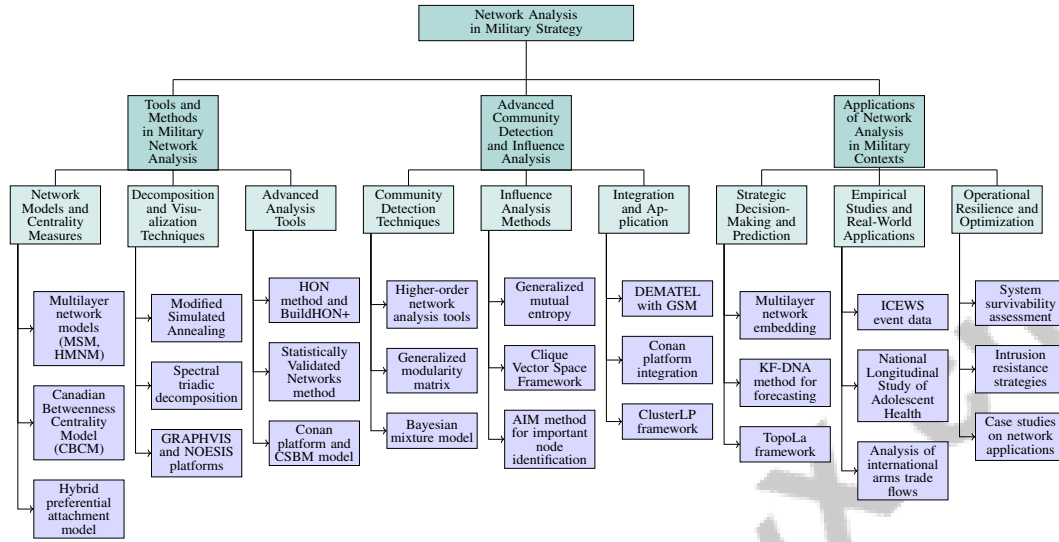 Network Analysis
in Military Strategy
Tools and
Methods
in Military
Network
Analysis
Advanced
Community
Detection
and Influence
Analysis
Applications
of Network
Analysis
in Military
Contexts
Network
Models and
Centrality
Measures
Decomposition
and Visu-
alization
Techniques
Advanced
Analysis
Tools
Community
Detection
Techniques
Influence
Analysis
Methods
Integration
and Ap-
plication
Strategic
Decision-
Making and
Prediction
Empirical
Studies and
Real-World
Applications
Operational
Resilience and
Optimization
Multilayer
network
models
(MSM,
HMNM)
Canadian
Betweenness
Centrality
Model
(CBCM)
Hybrid
preferential
attachment
model
Modified
Simulated
Annealing
Spectral
triadic
decomposition
GRAPHVIS
and NOESIS
platforms
HON
method and
BuildHON+
Statistically
Validated
Networks
method
Conan
platform and
CSBM model
Higher-order
network
analysis tools
Generalized
modularity
matrix
Bayesian
mixture model
Generalized
mutual
entropy
Clique
Vector Space
Framework
AIM method
for important
node
identification
DEMATEL
with GSM
Conan
platform
integration
ClusterLP
framework
Multilayer
network
embedding
KF-DNA
method for
forecasting
TopoLa
framework
ICEWS
event data
National
Longitudinal
Study of
Adolescent
Health
Analysis of
international
arms trade
flows
System
survivability
assessment
Intrusion
resistance
strategies
Case studies
on network
applications